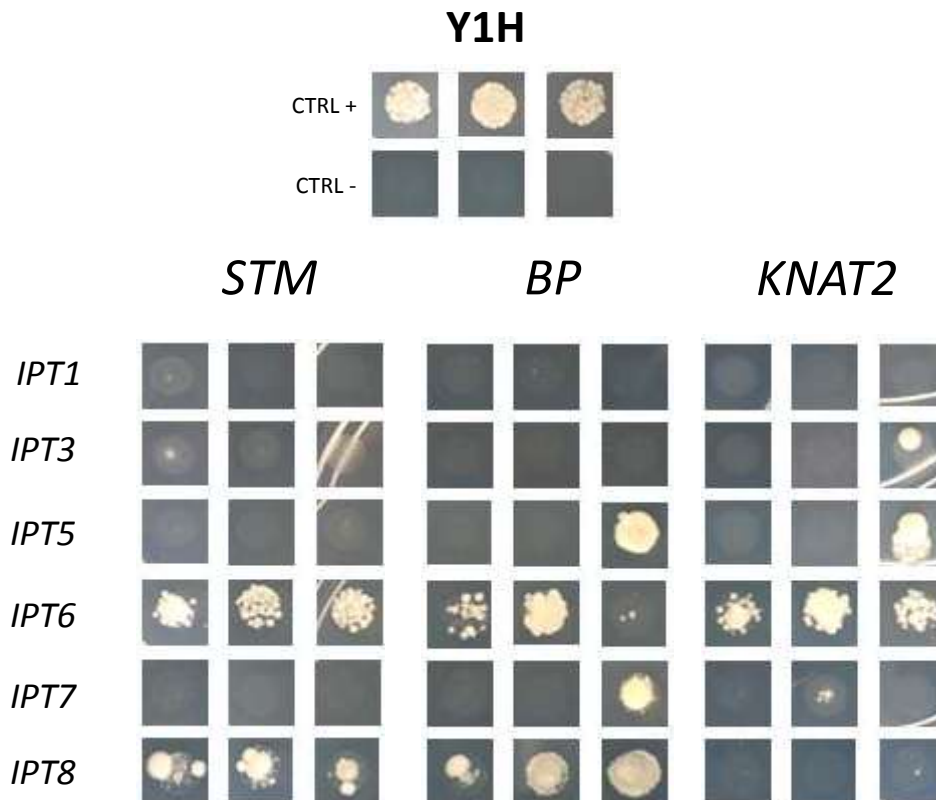 Y1H
CTRL +
CTRL -
STM BP KNAT2
IPT1
IPT3
IPT5
IPT6
IPT7
IPT8